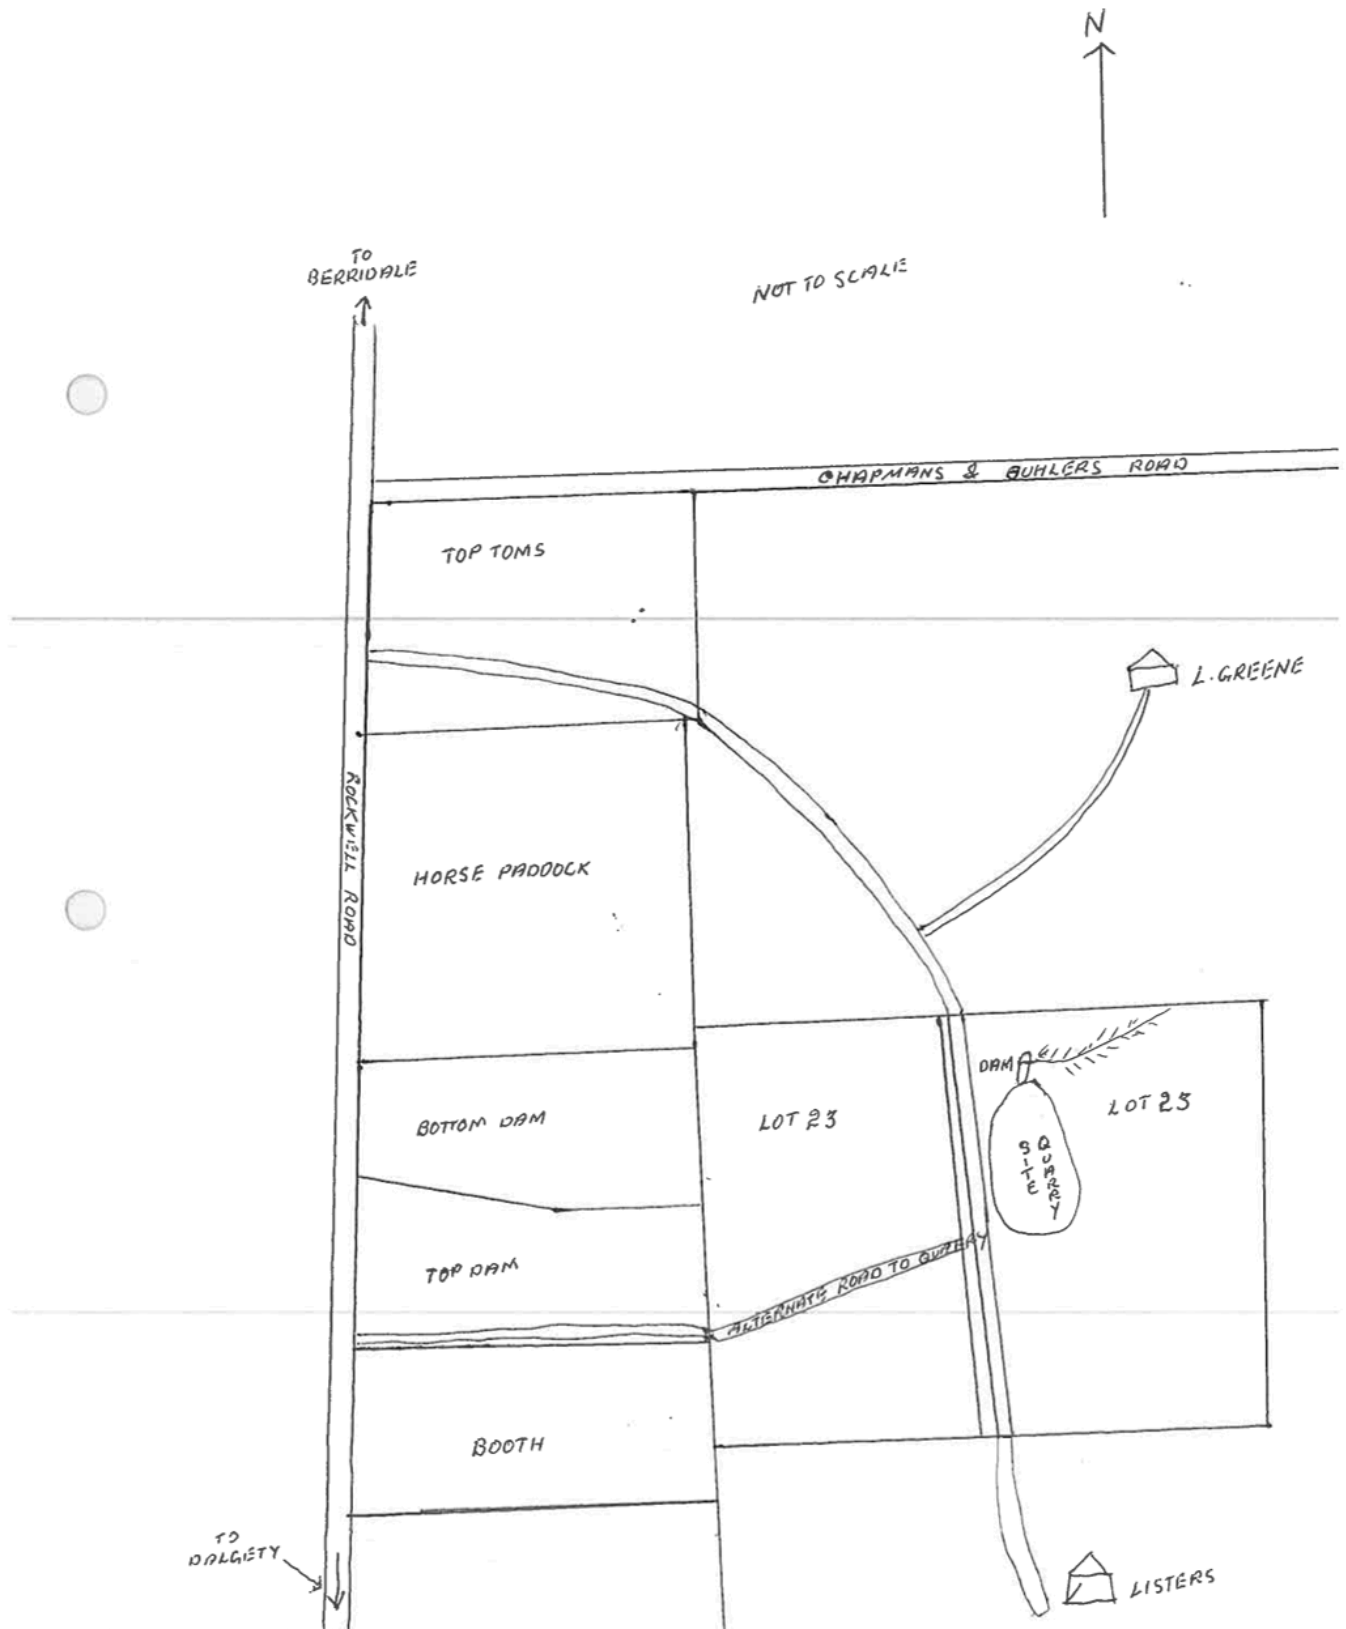 N
TO
BERRIDALE
NOT TO SCALE
CHAPMANS & BUHLERS ROAD
TOP TOMS
L. GREENE
ROCKWELL ROAD
HORSE PADDOCK
DAM
BOTTOM DAM
LOT 23
LOT 23
QUARRY
SITE
TOP DAM
ALTERNATE ROAD TO QUARRY
BOOTH
TO
DALGETY
LISTERS